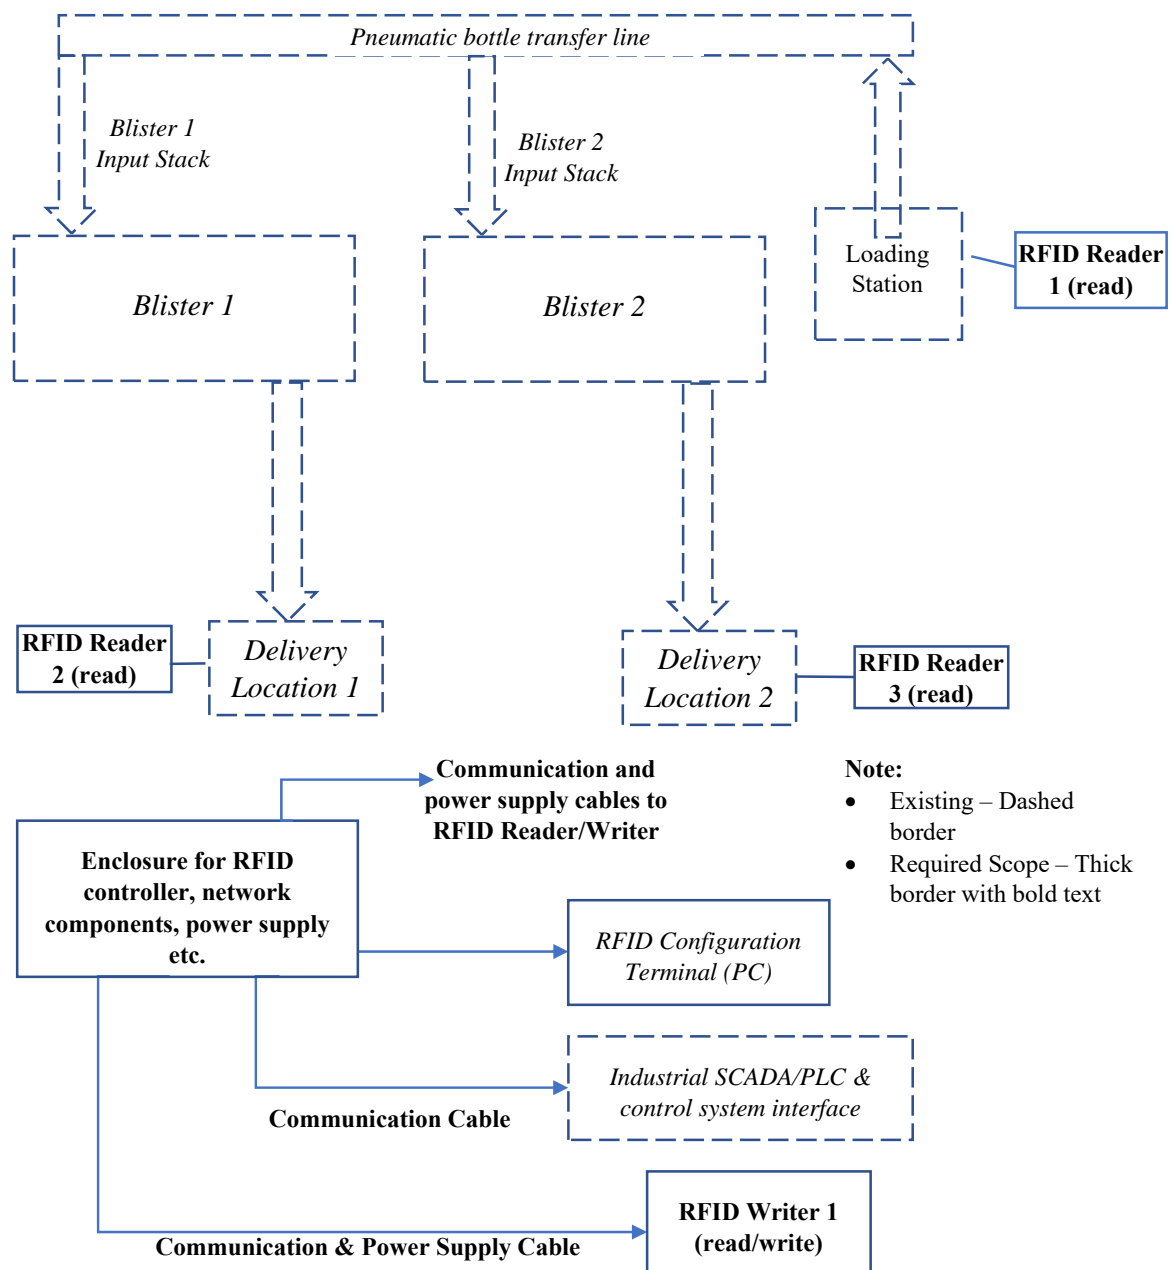 Pneumatic bottle transfer line
Blister 1
Input Stack
Blister 2
Input Stack
Blister 1
Blister 2
Loading
Station
RFID Reader
1 (read)
RFID Reader
2 (read)
Delivery
Location 1
Delivery
Location 2
RFID Reader
3 (read)
Communication and
power supply cables to
RFID Reader/Writer
Note:
• Existing – Dashed
border
• Required Scope – Thick
border with bold text
Enclosure for RFID
controller, network
components, power supply
etc.
RFID Configuration
Terminal (PC)
Industrial SCADA/PLC &
control system interface
Communication Cable
RFID Writer 1
(read/write)
Communication & Power Supply Cable